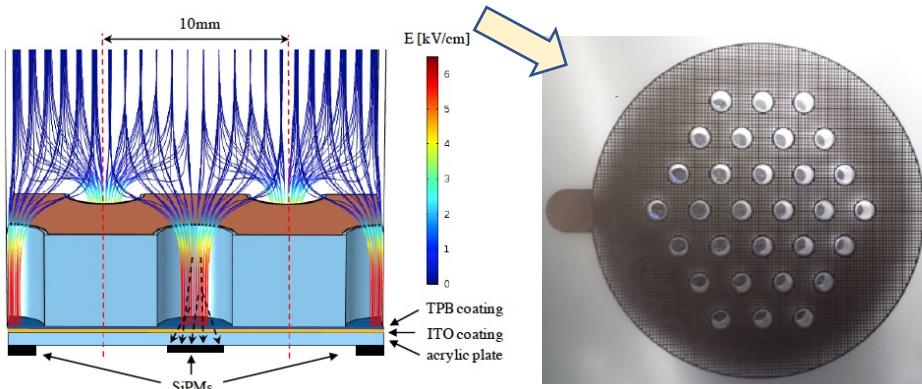 10mm
E [kV/cm]
6
5
4
3
2
1
0
TPB coating
ITO coating
acrylic plate
SiPMs